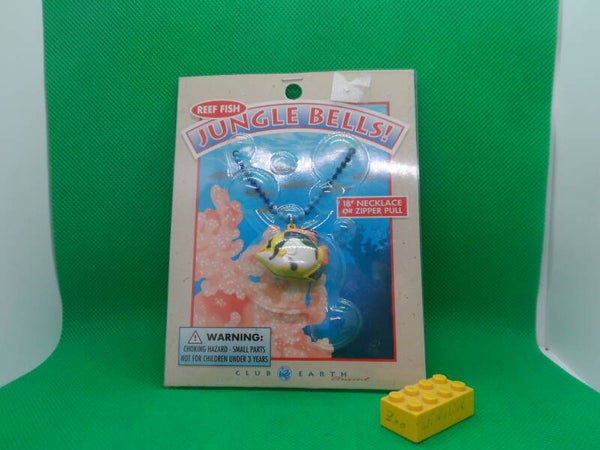 REEF FISH
JUNGLE BELLS!
18" NECKLACE
OR ZIPPER PULL
WARNING:
CHOKING HAZARD - SMALL PARTS
NOT FOR CHILDREN UNDER 3 YEARS
CLUB EARTH
Zoo